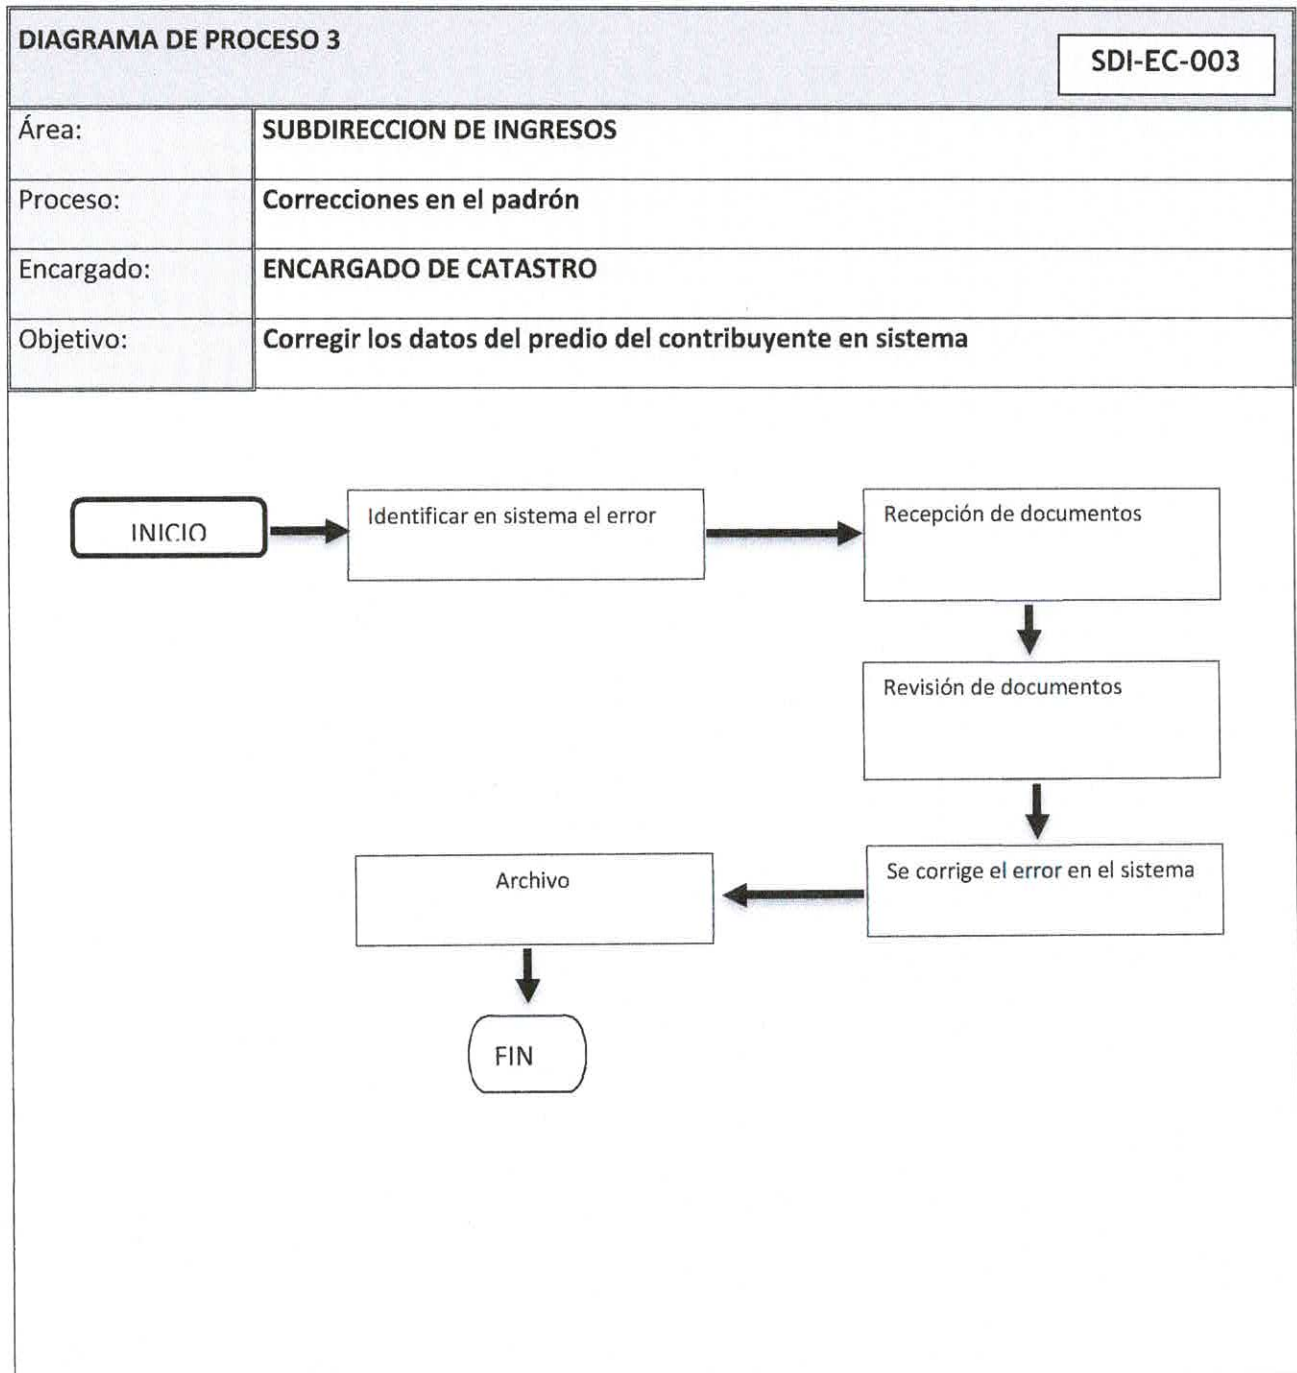 DIAGRAMA DE PROCESO 3
SDI-EC-003
Área: SUBDIRECCION DE INGRESOS
Proceso: Correcciones en el padrón
Encargado: ENCARGADO DE CATASTRO
Objetivo: Corregir los datos del predio del contribuyente en sistema
INICIO
Identificar en sistema el error
Recepción de documentos
Revisión de documentos
Se corrige el error en el sistema
Archivo
FIN